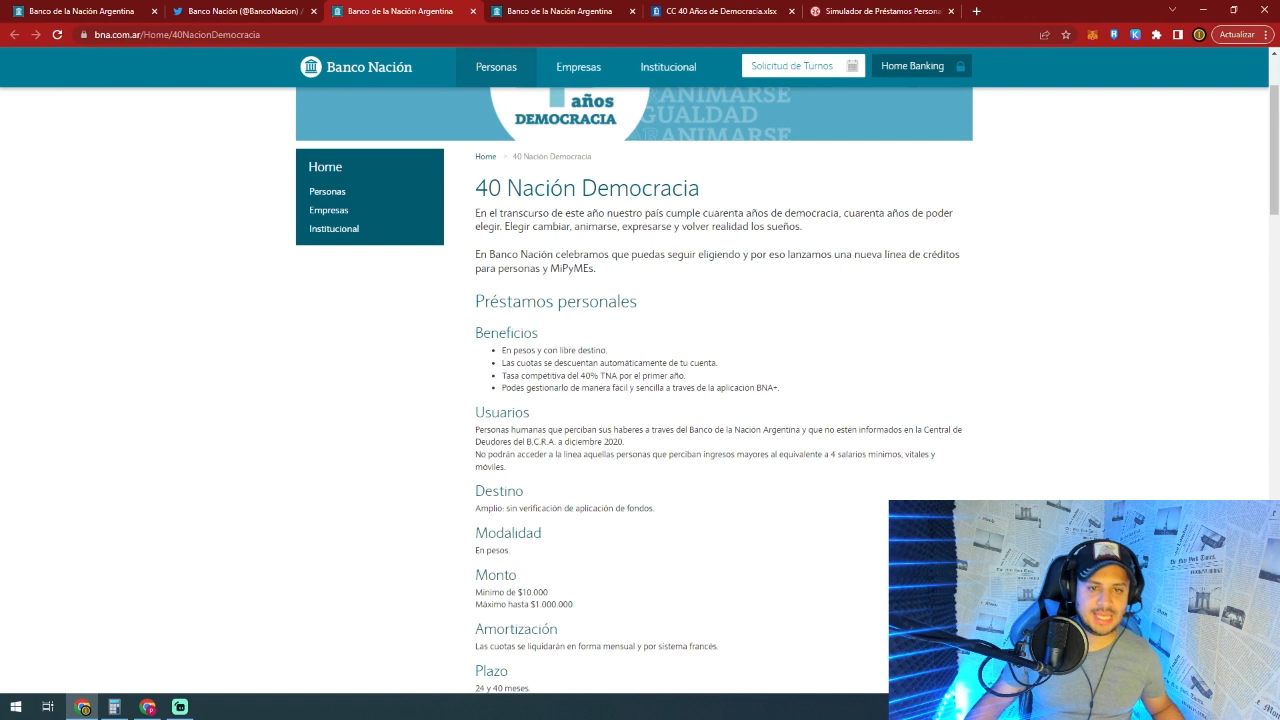 Banco de la Nación Arge
Banco Nación (@BancoNacion) /
Banco de la Nación Argentina
Banco de la Nación Argentina
CC 40 Años de Democracia.xlsx
Simulador de Préstamos Persona
bna.com.ar/Home/40NacionDemocracia
Actualizar
Banco Nación
Personas
Empresas
Institucional
Solicitud de Turnos
Home Banking
años
DEMOCRACIA
RANIMARSE
IGUALDAD
ARANIMARSE
Home
Personas
Empresas
Institucional
Home » 40 Nación Democracia
40 Nación Democracia
En el transcurso de este año nuestro país cumple cuarenta años de democracia, cuarenta años de poder
elegir. Elegir cambiar, animarse, expresarse y volver realidad los sueños.
En Banco Nación celebramos que puedas seguir eligiendo y por eso lanzamos una nueva línea de créditos
para personas y MiPyMEs.
Préstamos personales
Beneficios
• En pesos y con libre destino.
• Las cuotas se descuentan automáticamente de tu cuenta.
• Tasa competitiva del 40% TNA por el primer año.
• Podés gestionarlo de manera fácil y sencilla a través de la aplicación BNA+.
Usuarios
Personas humanas que perciban sus haberes a través del Banco de la Nación Argentina y que no estén informados en la Central de
Deudores del B.C.R.A. a diciembre 2020.
No podrán acceder a la línea aquellas personas que perciban ingresos mayores al equivalente a 4 salarios mínimos, vitales y
móviles.
Destino
Amplio: sin verificación de aplicación de fondos.
Modalidad
En pesos.
Monto
Mínimo de $10.000
Máximo hasta $1.000.000
Amortización
Las cuotas se liquidarán en forma mensual y por sistema francés.
Plazo
24 y 40 meses.